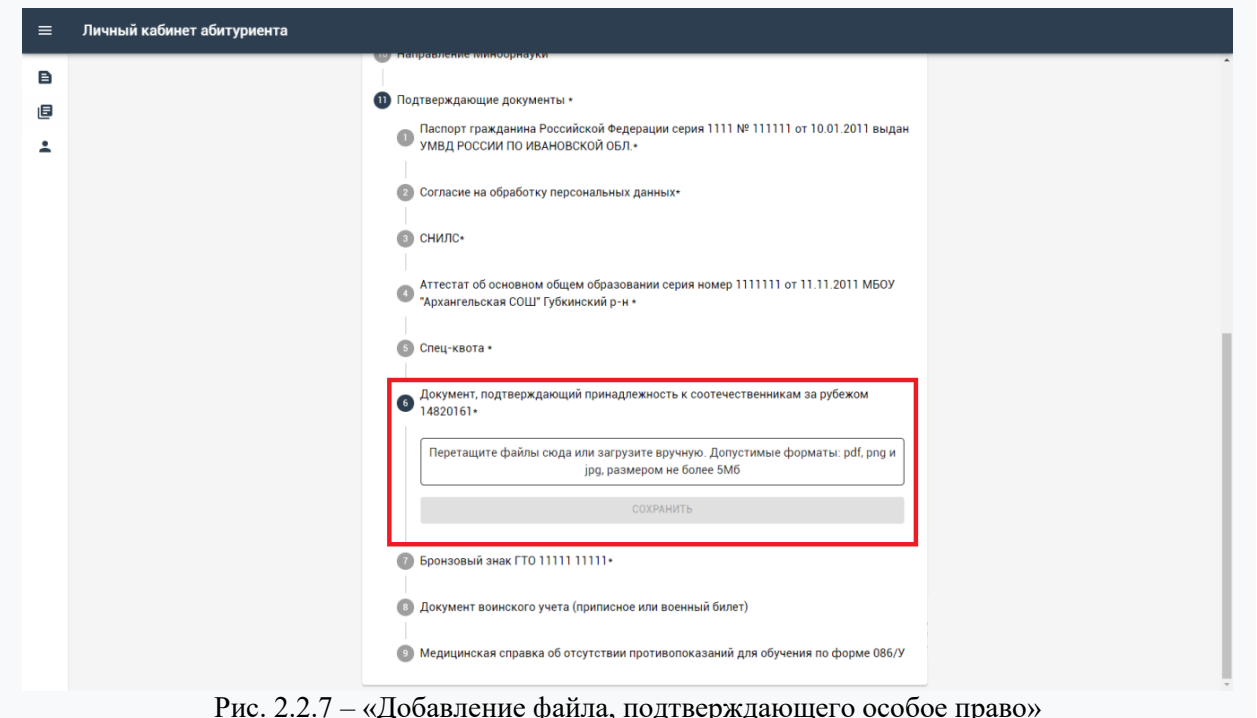 Личный кабинет абитуриента
10 Направление Минобрнауки
11 Подтверждающие документы *
1 Паспорт гражданина Российской Федерации серия 1111 № 111111 от 10.01.2011 выдан
УМВД РОССИИ ПО ИВАНОВСКОЙ ОБЛ.*
2 Согласие на обработку персональных данных*
3 СНИЛС*
4 Аттестат об основном общем образовании серия номер 1111111 от 11.11.2011 МБОУ
"Архангельская СОШ" Губкинский р-н *
5 Спец-квота *
6 Документ, подтверждающий принадлежность к соотечественникам за рубежом
14820161*
Перетащите файлы сюда или загрузите вручную. Допустимые форматы: pdf, png и
jpg, размером не более 5Мб
СОХРАНИТЬ
7 Бронзовый знак ГТО 11111 11111*
8 Документ воинского учета (приписное или военный билет)
9 Медицинская справка об отсутствии противопоказаний для обучения по форме 086/У
Рис. 2.2.7 – «Добавление файла, подтверждающего особое право»